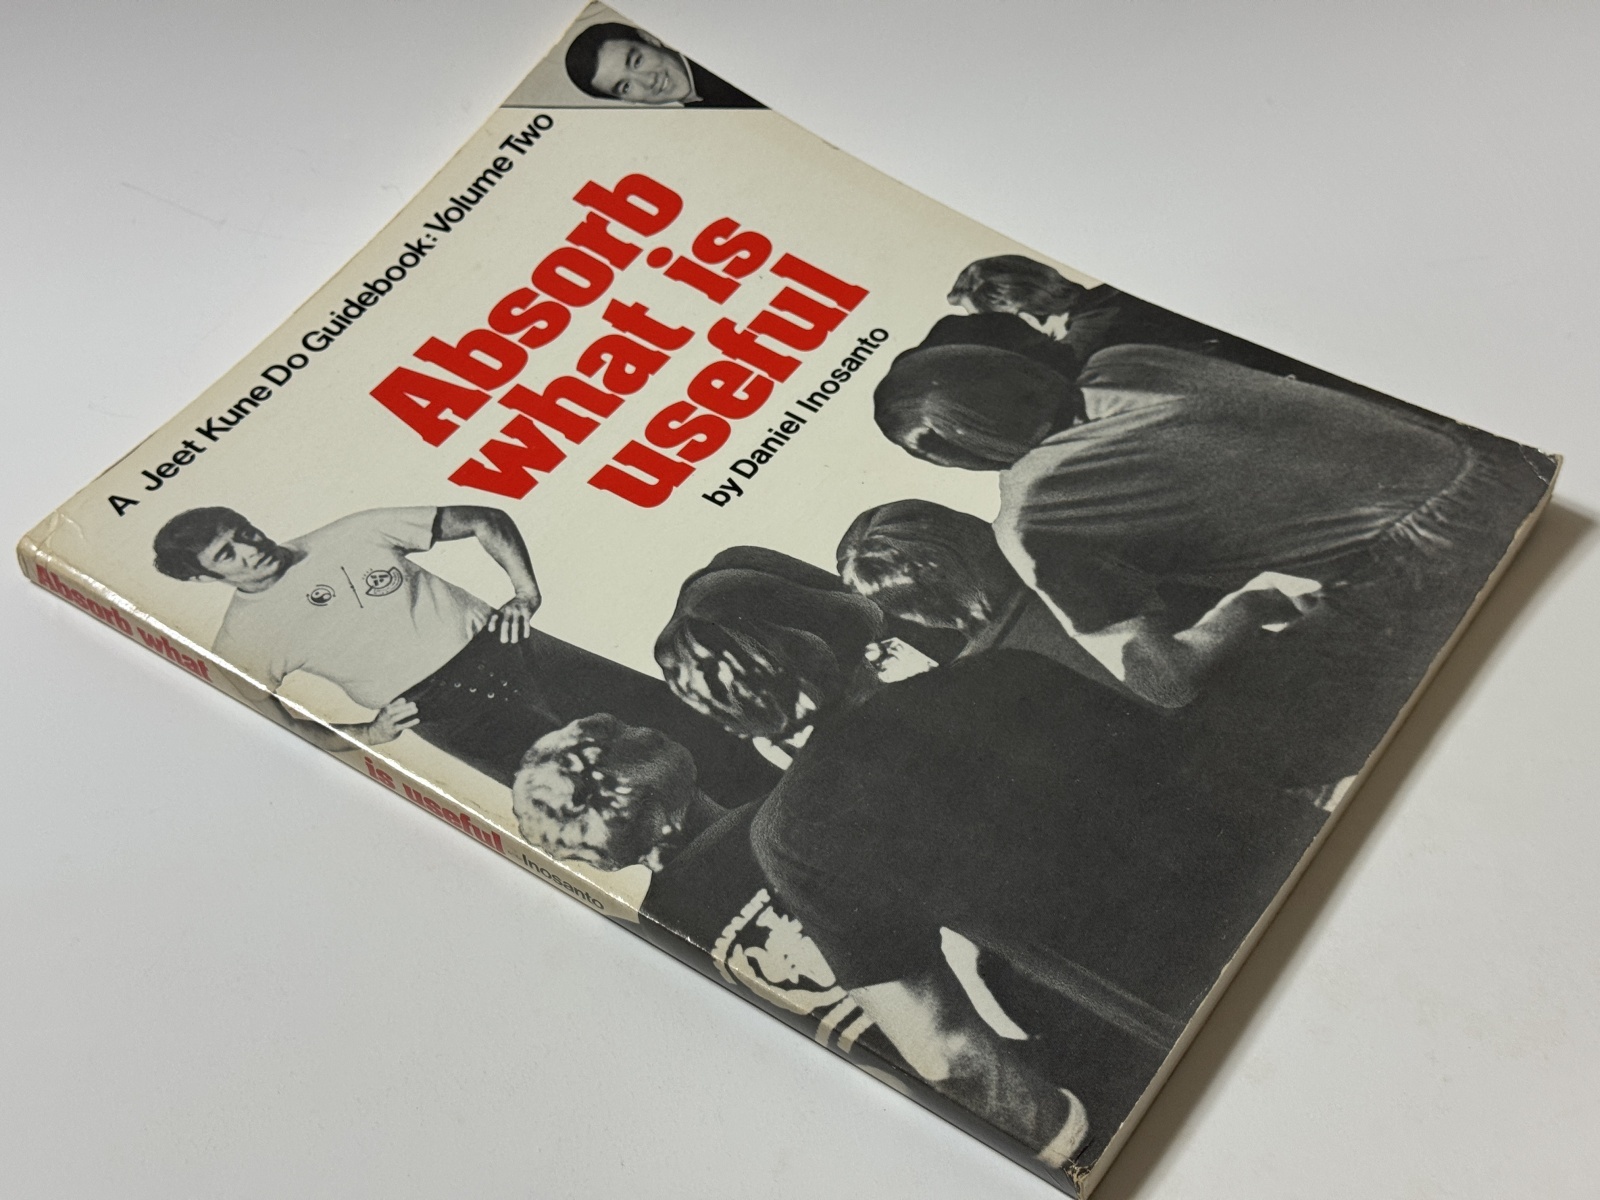 A Jeet Kune Do Guidebook: Volume Two
Absorb
what is
useful
by Daniel Inosanto
Absorb what
is useful
Inosanto